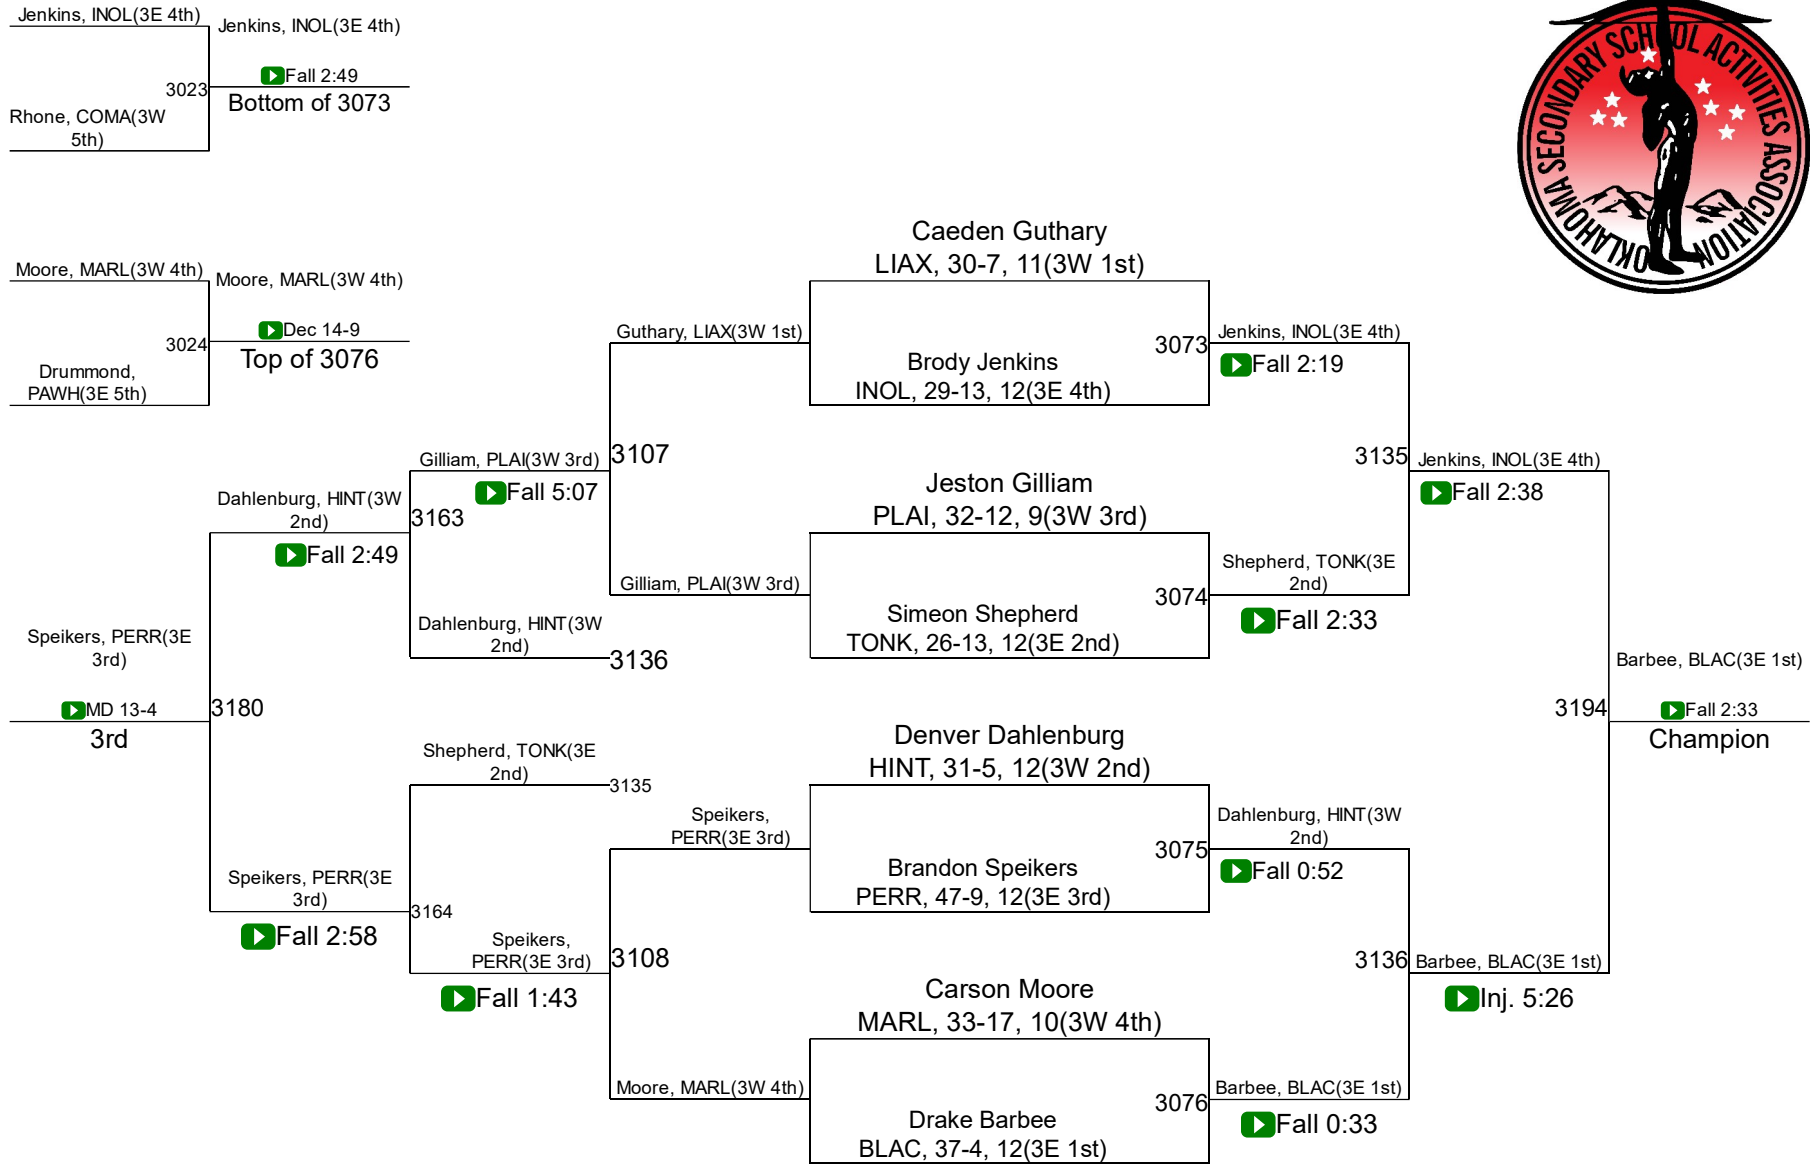 Jenkins, INOL(3E 4th)
Jenkins, INOL(3E 4th)
3023
Fall 2:49
Bottom of 3073
Rhone, COMA(3W
5th)
OKLAHOMA SECONDARY SCHOOL ACTIVITIES ASSOCIATION
Moore, MARL(3W 4th)
Moore, MARL(3W 4th)
3024
Dec 14-9
Top of 3076
Drummond,
PAWH(3E 5th)
Caeden Guthary
LIAX, 30-7, 11(3W 1st)
Guthary, LIAX(3W 1st)
Brody Jenkins
INOL, 29-13, 12(3E 4th)
3073
Jenkins, INOL(3E 4th)
Fall 2:19
Gilliam, PLAI(3W 3rd)
Fall 5:07
3107
3135
Jenkins, INOL(3E 4th)
Fall 2:38
Jeston Gilliam
PLAI, 32-12, 9(3W 3rd)
Dahlenburg, HINT(3W
2nd)
Fall 2:49
3163
Gilliam, PLAI(3W 3rd)
Simeon Shepherd
TONK, 26-13, 12(3E 2nd)
3074
Shepherd, TONK(3E
2nd)
Fall 2:33
Dahlenburg, HINT(3W
2nd)
3136
Speikers, PERR(3E
3rd)
MD 13-4
3rd
3180
Barbee, BLAC(3E 1st)
3194
Fall 2:33
Champion
Shepherd, TONK(3E
2nd)
3135
Denver Dahlenburg
HINT, 31-5, 12(3W 2nd)
Speikers,
PERR(3E 3rd)
Brandon Speikers
PERR, 47-9, 12(3E 3rd)
3075
Dahlenburg, HINT(3W
2nd)
Fall 0:52
Speikers, PERR(3E
3rd)
Fall 2:58
3164
Speikers,
PERR(3E 3rd)
Fall 1:43
3108
3136
Barbee, BLAC(3E 1st)
Inj. 5:26
Carson Moore
MARL, 33-17, 10(3W 4th)
Moore, MARL(3W 4th)
Drake Barbee
BLAC, 37-4, 12(3E 1st)
3076
Barbee, BLAC(3E 1st)
Fall 0:33